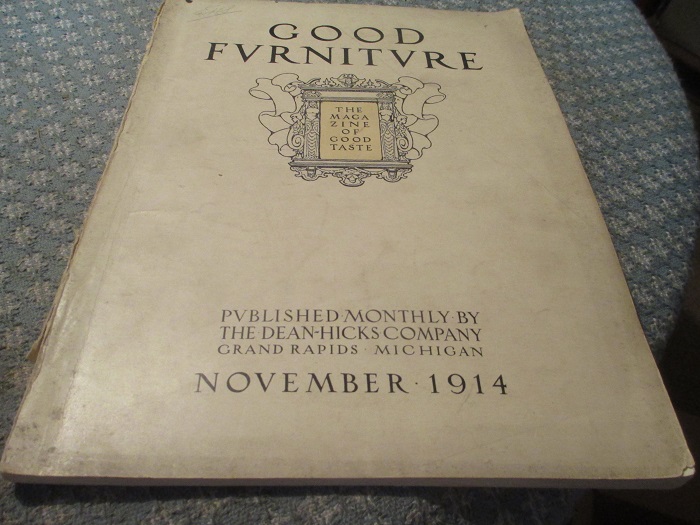 GOOD
FVRNITVRE
THE
MAGA
ZINE
OF
GOOD
TASTE
PVBLISHED·MONTHLY·BY
THE·DEAN-HICKS COMPANY
GRAND RAPIDS · MICHIGAN
NOVEMBER · 1914